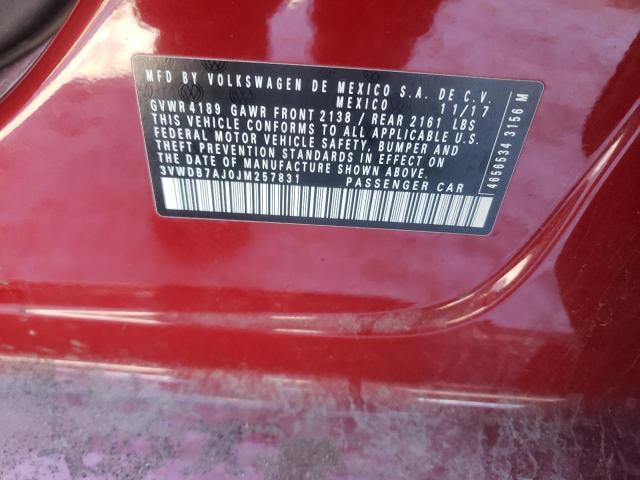 MFD BY VOLKSWAGEN DE MEXICO S.A. DE C.V.
MEXICO 11/17
GVWR 4189 GAWR FRONT 2138 / REAR 2161 LBS
THIS VEHICLE CONFORMS TO ALL APPLICABLE U.S.
FEDERAL MOTOR VEHICLE SAFETY, BUMPER AND
THEFT PREVENTION STANDARDS IN EFFECT ON
THE DATE OF MANUFACTURE SHOWN ABOVE.
3VWDB7AJ0JM257831 PASSENGER CAR
4656534 3156 M